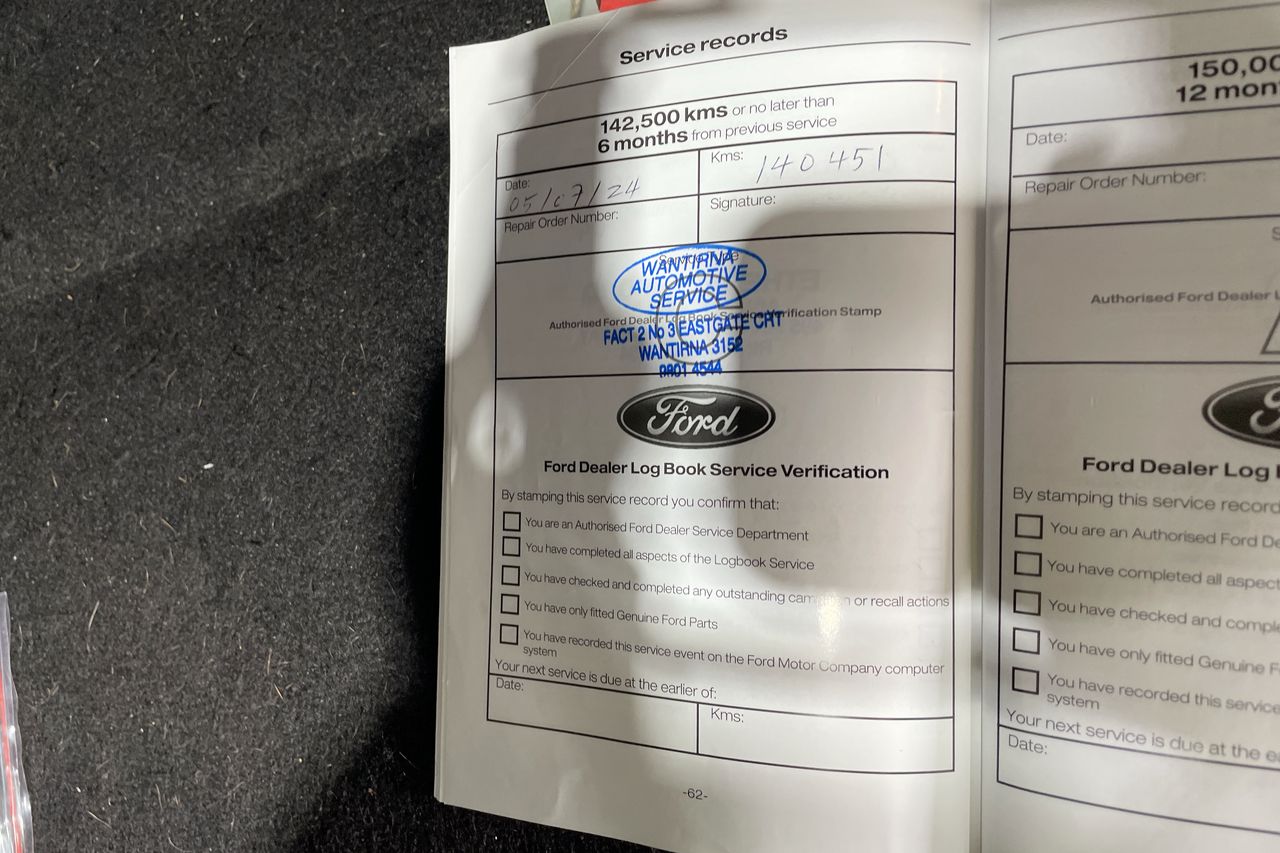 Service records
142,500 kms or no later than
6 months from previous service
Date: 05/07/24
Kms: 140 451
Repair Order Number:
Signature:
WANTIRNA
AUTOMOTIVE
SERVICE
Authorised Ford Dealer Log Book Service Verification Stamp
FACT 2 No 3 EASTGATE CRT
WANTIRNA 3152
9801 4544
Ford
Ford Dealer Log Book Service Verification
By stamping this service record you confirm that:
You are an Authorised Ford Dealer Service Department
You have completed all aspects of the Logbook Service
You have checked and completed any outstanding or recall actions
You have only fitted Genuine Ford Parts
You have recorded this service event on the Ford Motor Company computer
system
Your next service is due at the earlier of:
Date:
Kms:
-62-
150,00
12 mon
Date:
Repair Order Number:
Authorised Ford Dealer
Ford Dealer Log
By stamping this service record
You are an Authorised Ford De
You have completed all aspect
You have checked and comple
You have only fitted Genuine F
You have recorded this service
system
Your next service is due at the e
Date: